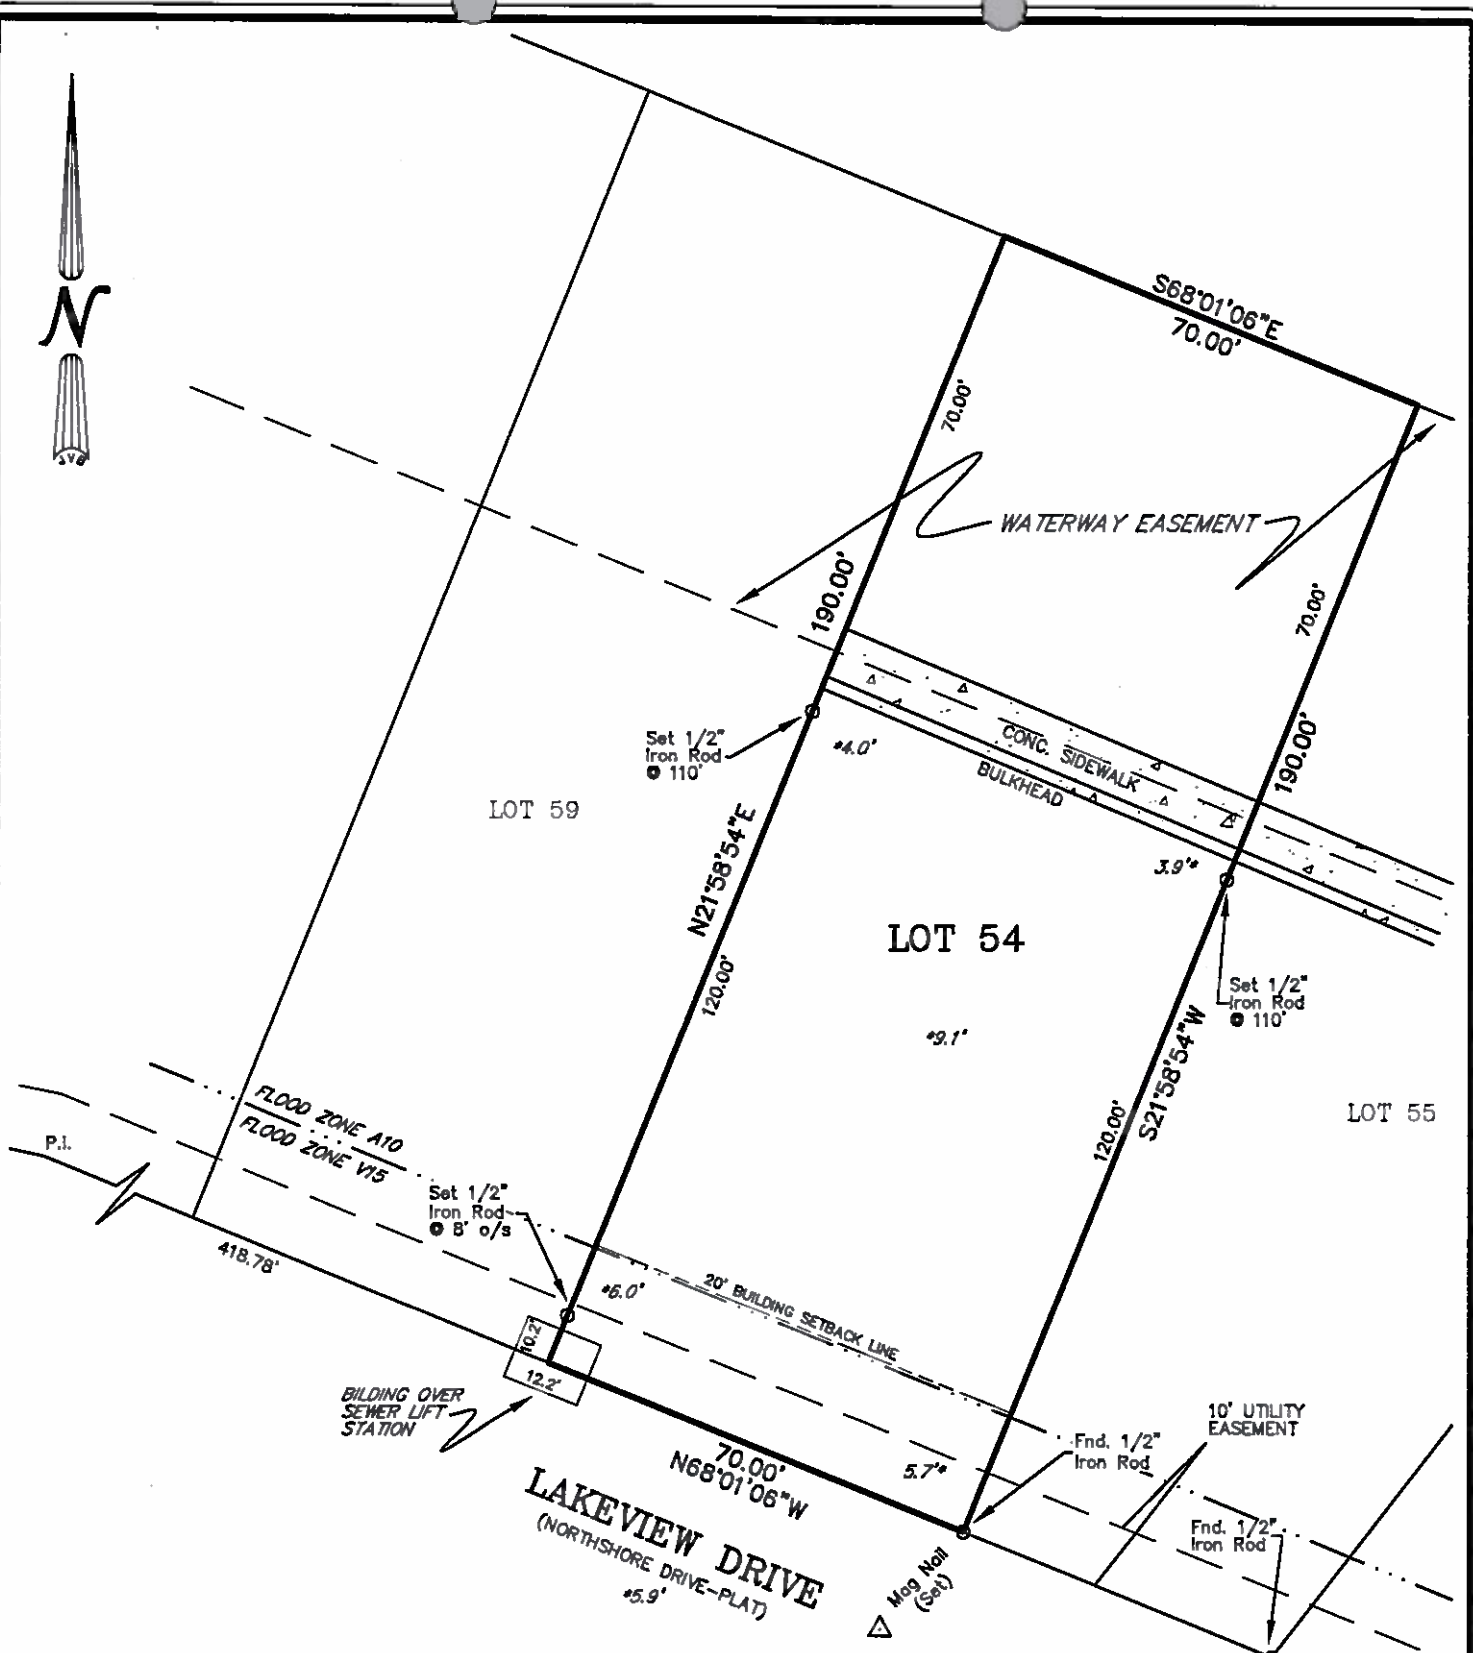 N
S68°01'06"E
70.00'
70.00'
WATERWAY EASEMENT
190.00'
70.00'
Set 1/2"
Iron Rod
@ 110'
*4.0'
CONC. SIDEWALK
BULKHEAD
190.00'
LOT 59
N21°58'54"E
3.9'*
LOT 54
120.00'
Set 1/2"
Iron Rod
@ 110'
*9.1'
S21°58'54"W
120.00'
LOT 55
FLOOD ZONE A10
FLOOD ZONE V15
P.I.
Set 1/2"
Iron Rod
@ 8' o/s
418.78'
*6.0'
20' BUILDING SETBACK LINE
10.2'
12.2'
BILDING OVER
SEWER LIFT
STATION
10' UTILITY
EASEMENT
Fnd. 1/2"
Iron Rod
5.7'*
70.00'
N68°01'06"W
Fnd. 1/2"
Iron Rod
LAKEVIEW DRIVE
(NORTHSHORE DRIVE-PLAT)
*5.9'
Mag Nail
(Set)